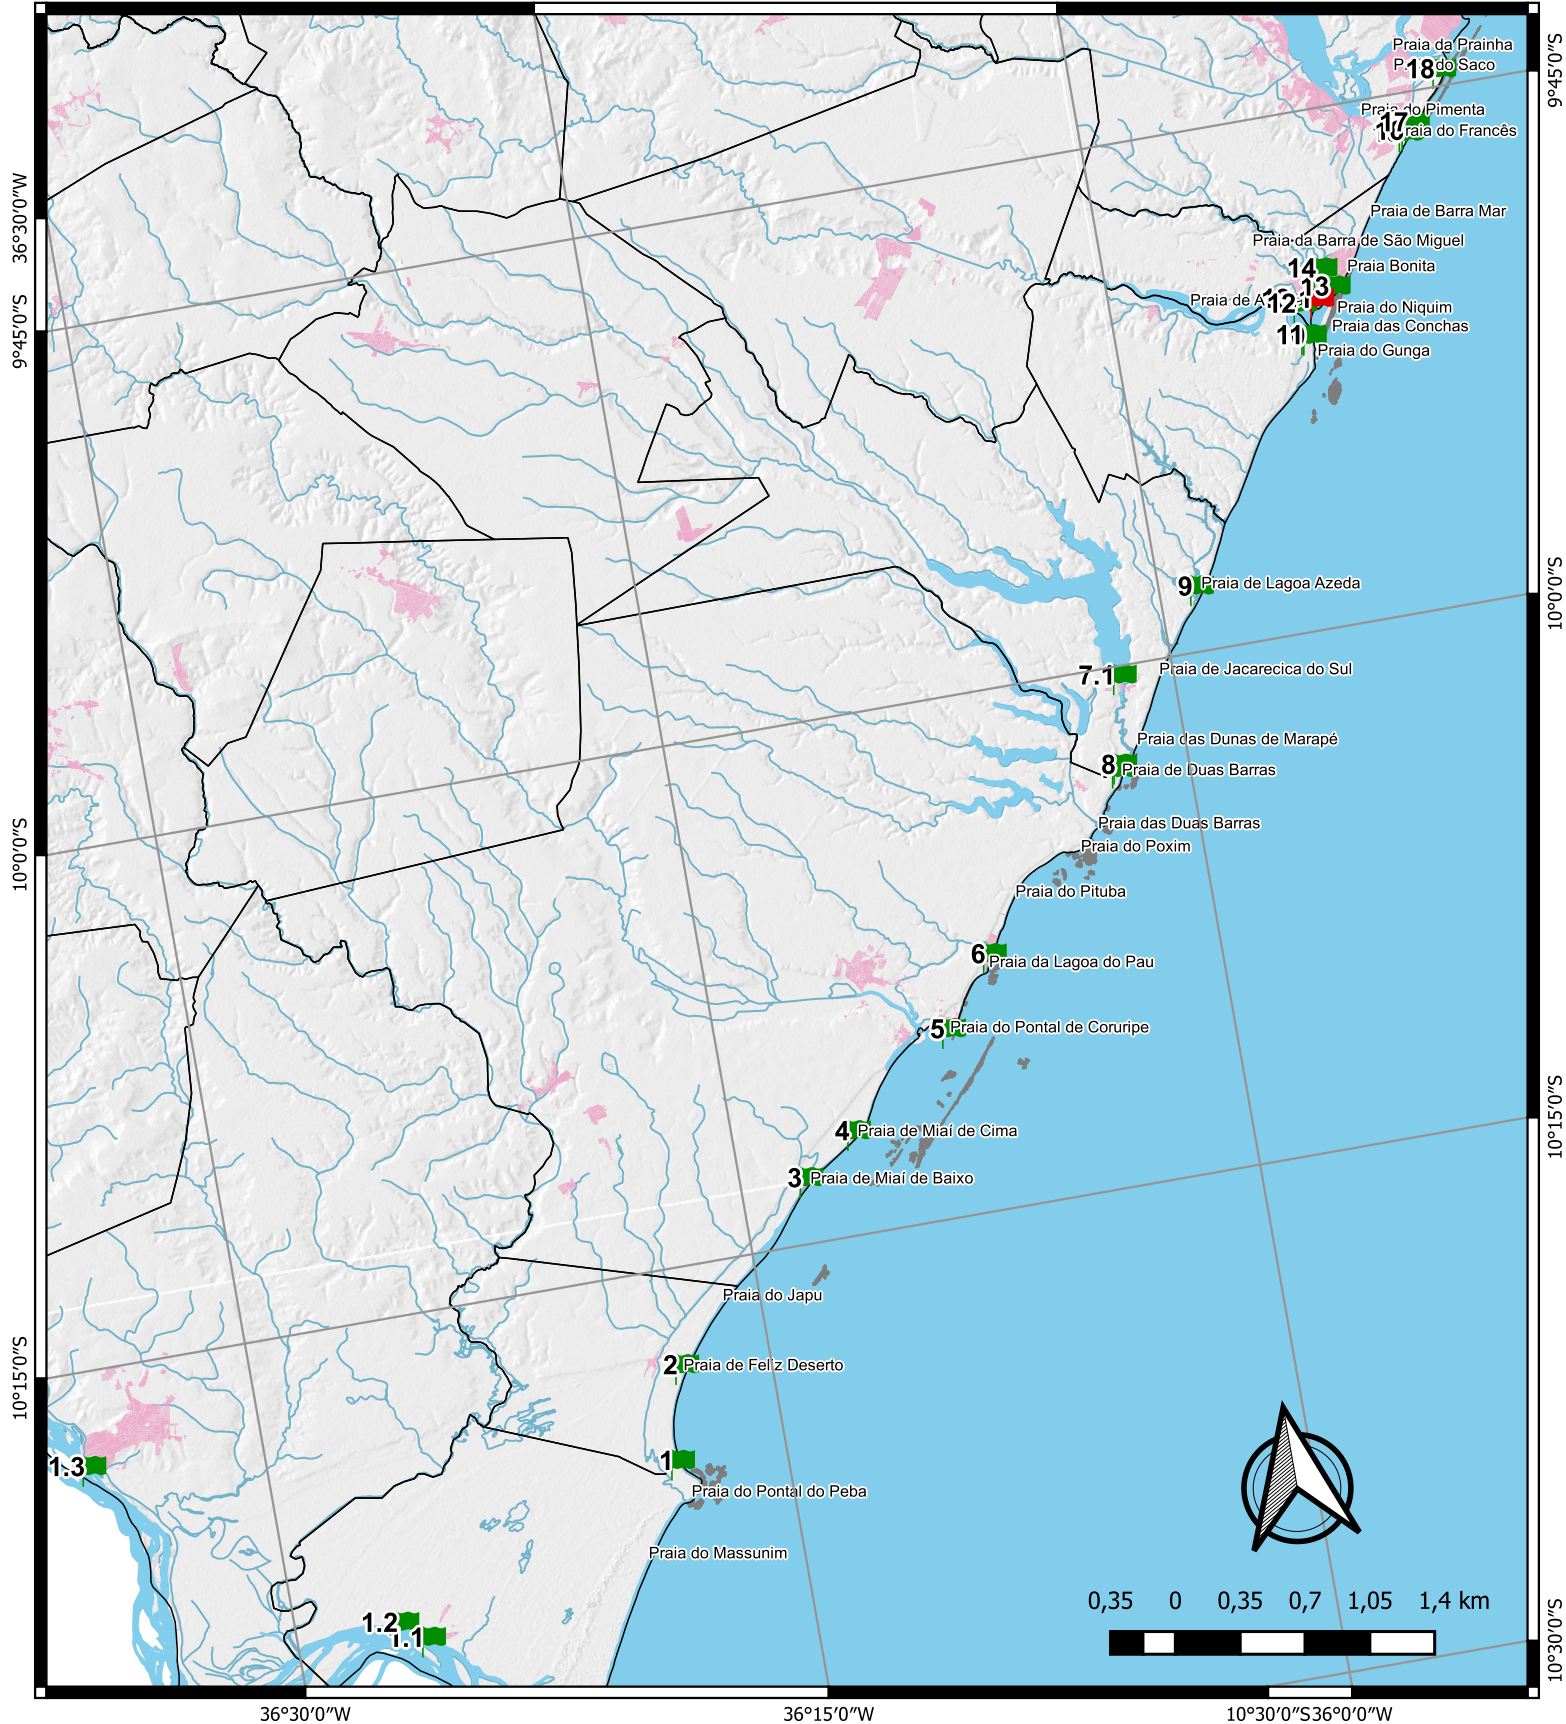 Praia da Prainha
18
do Saco
9°45'0"S
Praia do Pimenta
17
Praia do Francês
36°30'0"W
Praia de Barra Mar
Praia da Barra de São Miguel
14
Praia Bonita
13
Praia de
12
Praia do Niquim
9°45'0"S
11
Praia das Conchas
Praia do Gunga
9
Praia de Lagoa Azeda
10°0'0"S
7.1
Praia de Jacarecica do Sul
Praia das Dunas de Marapé
8
Praia de Duas Barras
Praia das Duas Barras
10°0'0"S
Praia do Poxim
Praia do Pituba
6
Praia da Lagoa do Pau
5
Praia do Pontal de Coruripe
10°15'0"S
4
Praia de Miaí de Cima
3
Praia de Miaí de Baixo
Praia do Japu
2
Praia de Feliz Deserto
10°15'0"S
1
1.3
Praia do Pontal do Peba
Praia do Massunim
0,35 0 0,35 0,7 1,05 1,4 km
1.2
1.1
10°30'0"S
36°30'0"W
36°15'0"W
10°30'0"S
36°0'0"W